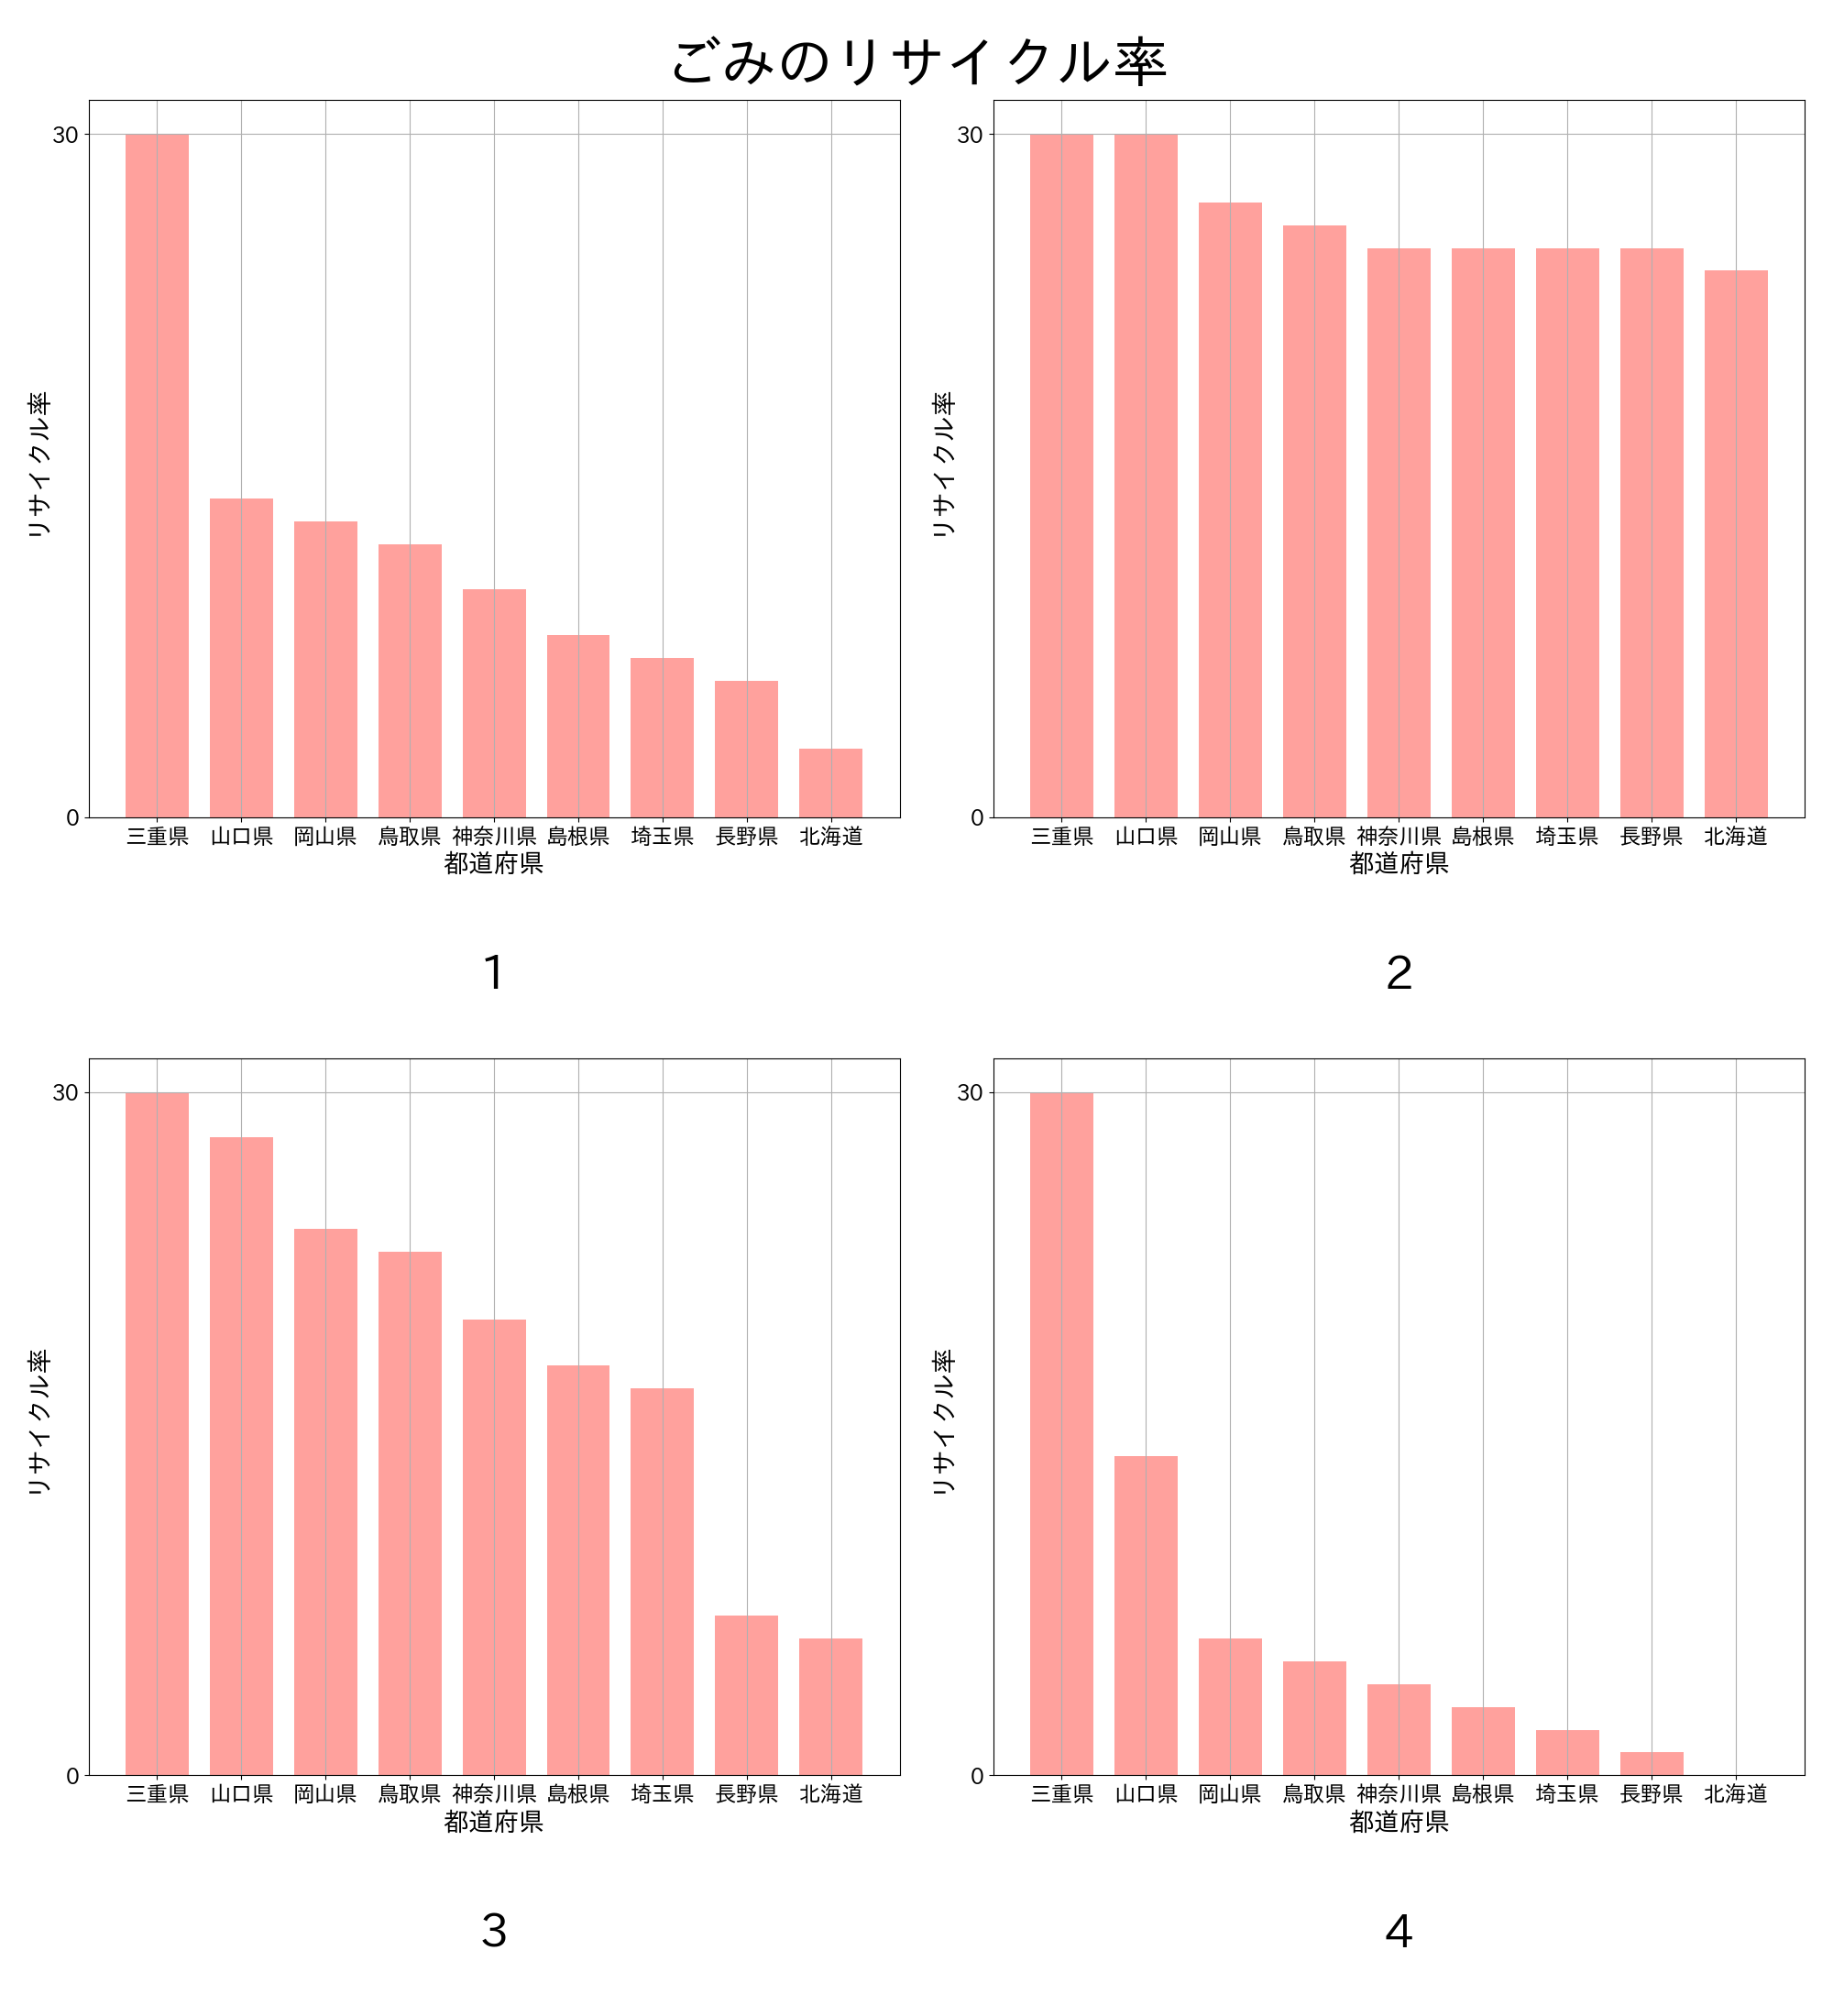 ごみのリサイクル率
30
0
リサイクル率
三重県 山口県 岡山県 鳥取県 神奈川県 島根県 埼玉県 長野県 北海道
都道府県
1
30
0
リサイクル率
三重県 山口県 岡山県 鳥取県 神奈川県 島根県 埼玉県 長野県 北海道
都道府県
2
30
0
リサイクル率
三重県 山口県 岡山県 鳥取県 神奈川県 島根県 埼玉県 長野県 北海道
都道府県
3
30
0
リサイクル率
三重県 山口県 岡山県 鳥取県 神奈川県 島根県 埼玉県 長野県 北海道
都道府県
4